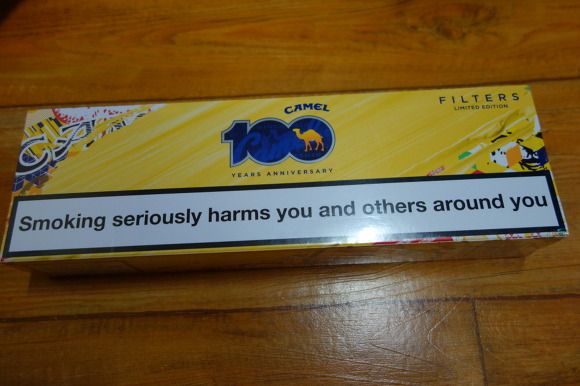 CAMEL
FILTERS
LIMITED EDITION
100
YEARS ANNIVERSARY
Smoking seriously harms you and others around you